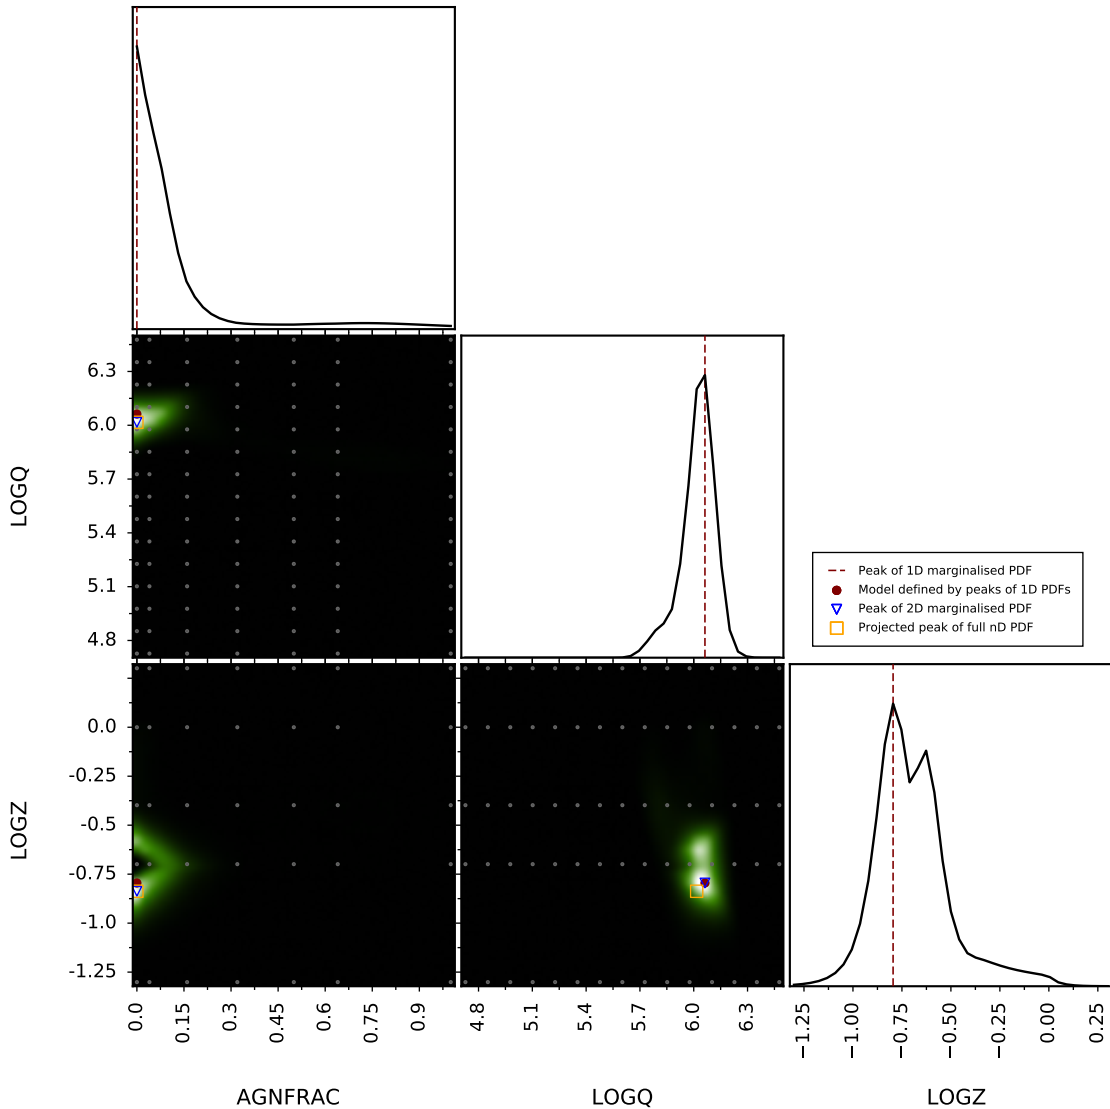 6.3
6.0
5.7
5.4
5.1
4.8
LOGQ
Peak of 1D marginalised PDF
Model defined by peaks of 1D PDFs
Peak of 2D marginalised PDF
Projected peak of full nD PDF
0.0
-0.25
-0.5
-0.75
-1.0
-1.25
LOGZ
0.0 0.15 0.3 0.45 0.6 0.75 0.9
4.8 5.1 5.4 5.7 6.0 6.3
−1.25 −1.00 −0.75 −0.50 −0.25 0.00 0.25
AGNFRAC LOGQ LOGZ